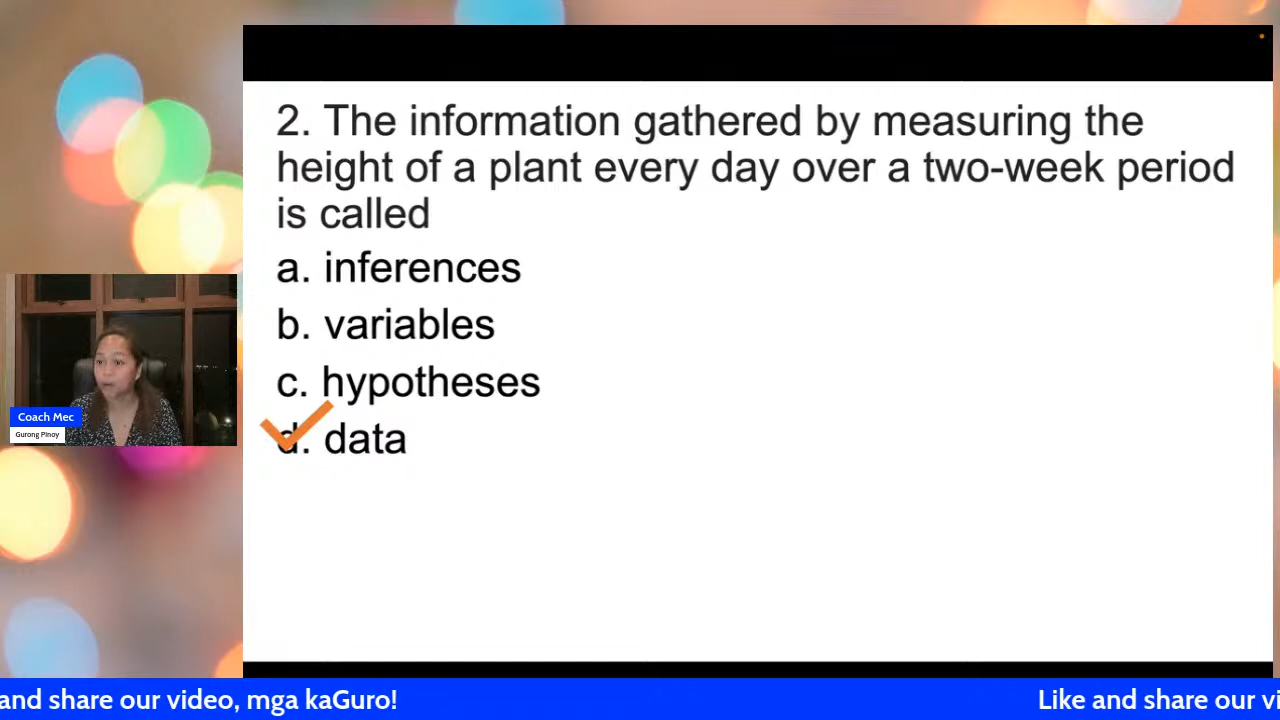 2. The information gathered by measuring the
height of a plant every day over a two-week period
is called
a. inferences
b. variables
c. hypotheses
d. data
Coach Mec
Gurong Pinoy
and share our video, mga kaGuro!
Like and share our vi